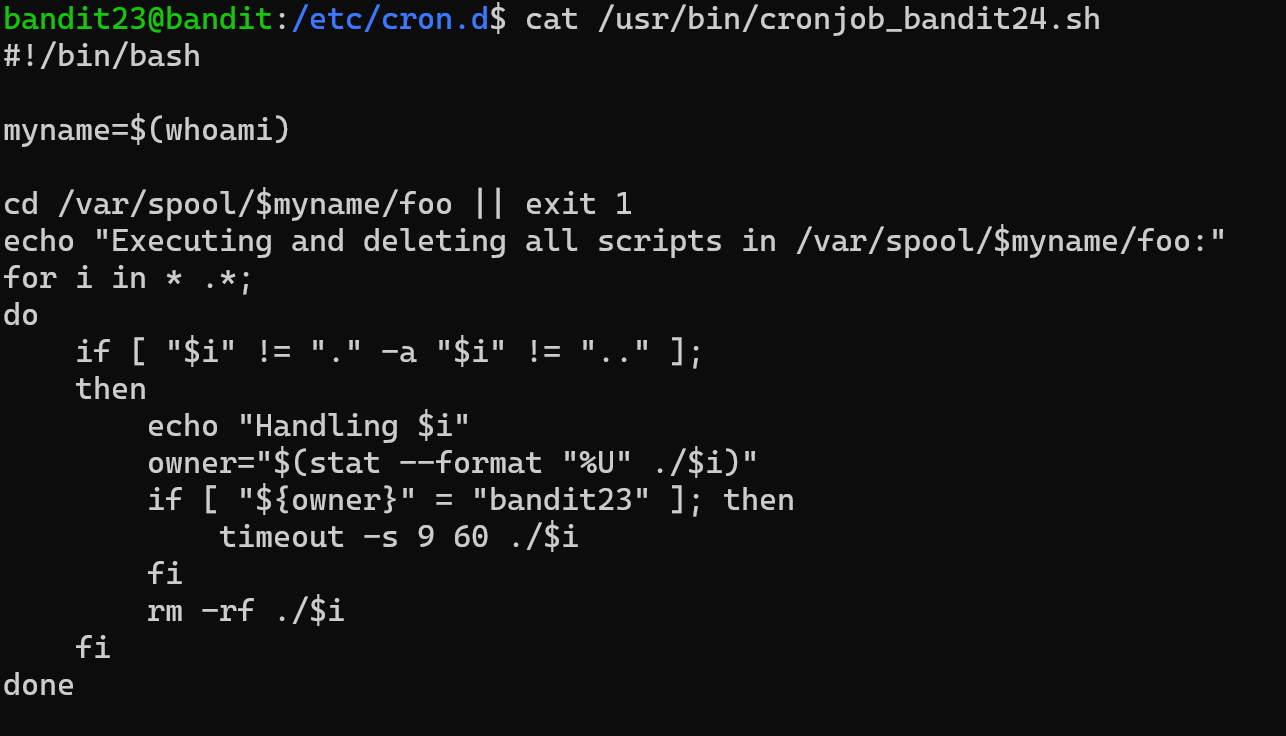 bandit23@bandit:/etc/cron.d$ cat /usr/bin/cronjob_bandit24.sh
#!/bin/bash

myname=$(whoami)

cd /var/spool/$myname/foo || exit 1
echo "Executing and deleting all scripts in /var/spool/$myname/foo:"
for i in * .*;
do
    if [ "$i" != "." -a "$i" != ".." ];
    then
        echo "Handling $i"
        owner="$(stat --format "%U" ./$i)"
        if [ "${owner}" = "bandit23" ]; then
            timeout -s 9 60 ./$i
        fi
        rm -rf ./$i
    fi
done